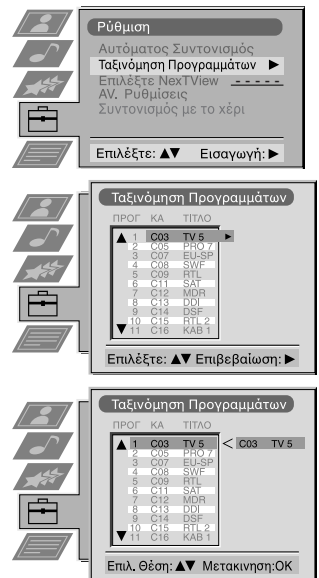 Ρύθμιση
Αυτόματος Συντονισμός
Ταξινόμηση Προγραμμάτων ▶
Επιλέξτε NexTView _ _ _ _ _
AV. Ρυθμίσεις
Συντονισμός με το χέρι
Επιλέξτε: ▲▼ Εισαγωγή: ▶
Ταξινόμηση Προγραμμάτων
ΠΡΟΓ ΚΑ ΤΙΤΛΟ
▲ 1 C03 TV 5 ▶
2 C05 PRO 7
3 C07 EU-SP
4 C08 SWF
5 C09 RTL
6 C11 SAT
7 C12 MDR
8 C13 DDI
9 C14 DSF
10 C15 RTL 2
▼ 11 C16 KAB 1
Επιλέξτε: ▲▼ Επιβεβαίωση: ▶
Ταξινόμηση Προγραμμάτων
ΠΡΟΓ ΚΑ ΤΙΤΛΟ
▲ 1 C03 TV 5 < C03 TV 5
2 C05 PRO 7
3 C07 EU-SP
4 C08 SWF
5 C09 RTL
6 C11 SAT
7 C12 MDR
8 C13 DDI
9 C14 DSF
10 C15 RTL 2
▼ 11 C16 KAB 1
Επιλ. Θέση: ▲▼ Μετακινηση:OK